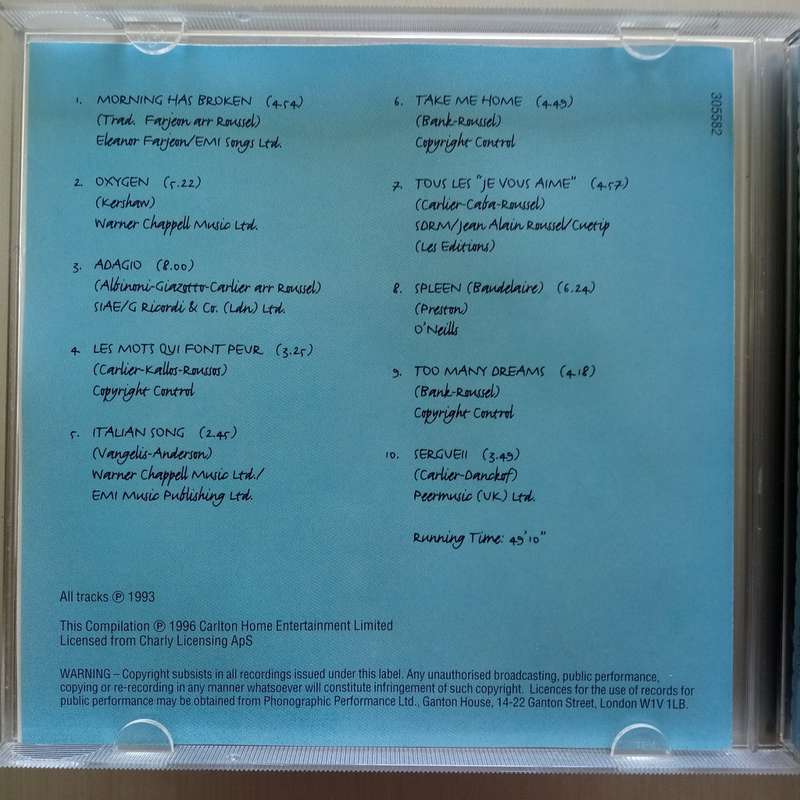 1. MORNING HAS BROKEN (4.54)
(Trad. Farjeon arr Roussel)
Eleanor Farjeon/EMI Songs Ltd.
2. OXYGEN (5.22)
(Kershaw)
Warner Chappell Music Ltd.
3. ADAGIO (8.00)
(Albinoni-Giazotto-Carlier arr Roussel)
SIAE/G Ricordi & Co. (Ldn) Ltd.
4. LES MOTS QUI FONT PEUR (3.25)
(Carlier-Kallos-Roussos)
Copyright Control
5. ITALIAN SONG (2.45)
(Vangelis-Anderson)
Warner Chappell Music Ltd./
EMI Music Publishing Ltd.
6. TAKE ME HOME (4.49)
(Bank-Roussel)
Copyright Control
7. TOUS LES "JE VOUS AIME" (4.57)
(Carlier-Caba-Roussel)
SDRM/Jean Alain Roussel/Cuetip
(Les Editions)
8. SPLEEN (Baudelaire) (6.24)
(Preston)
O'Neills
9. TOO MANY DREAMS (4.18)
(Bank-Roussel)
Copyright Control
10. SERGUEII (3.49)
(Carlier-Danckof)
Peermusic (UK) Ltd.
Running Time: 49'10"
305582
All tracks ℗ 1993
This Compilation ℗ 1996 Carlton Home Entertainment Limited
Licensed from Charly Licensing ApS
WARNING – Copyright subsists in all recordings issued under this label. Any unauthorised broadcasting, public performance,
copying or re-recording in any manner whatsoever will constitute infringement of such copyright. Licences for the use of records for
public performance may be obtained from Phonographic Performance Ltd., Ganton House, 14-22 Ganton Street, London W1V 1LB.